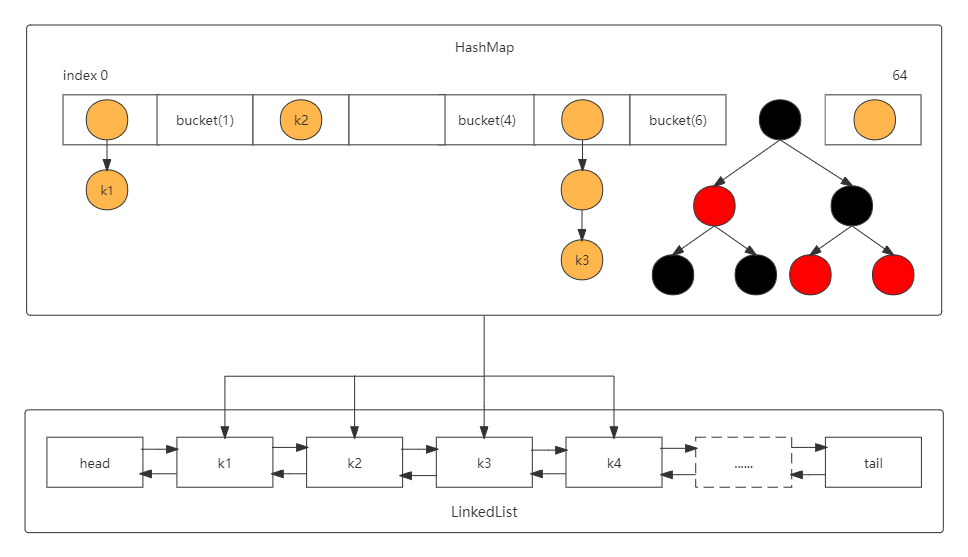 HashMap
index 0
64
bucket(1)
k2
bucket(4)
bucket(6)
k1
k3
head
k1
k2
k3
k4
......
tail
LinkedList